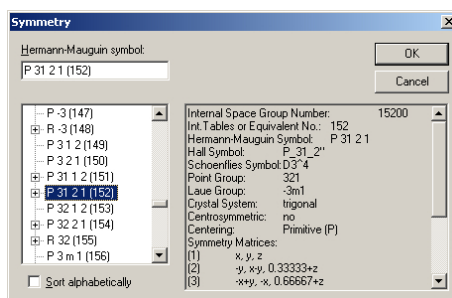 Symmetry
Hermann-Mauguin symbol:
P 31 2 1 (152)
OK
Cancel
P -3 (147)
R -3 (148)
P 3 1 2 (149)
P 3 2 1 (150)
P 31 1 2 (151)
P 31 2 1 (152)
P 32 1 2 (153)
P 32 2 1 (154)
R 32 (155)
P 3 m 1 (156)
Sort alphabetically
Internal Space Group Number: 15200
Int.Tables or Equivalent No.: 152
Hermann-Mauguin Symbol: P 31 2 1
Hall Symbol: P_31_2"
Schoenflies Symbol: D3^4
Point Group: 321
Laue Group: -3m1
Crystal System: trigonal
Centrosymmetric: no
Centering: Primitive (P)
Symmetry Matrices:
(1) x, y, z
(2) -y, x-y, 0.33333+z
(3) -x+y, -x, 0.66667+z